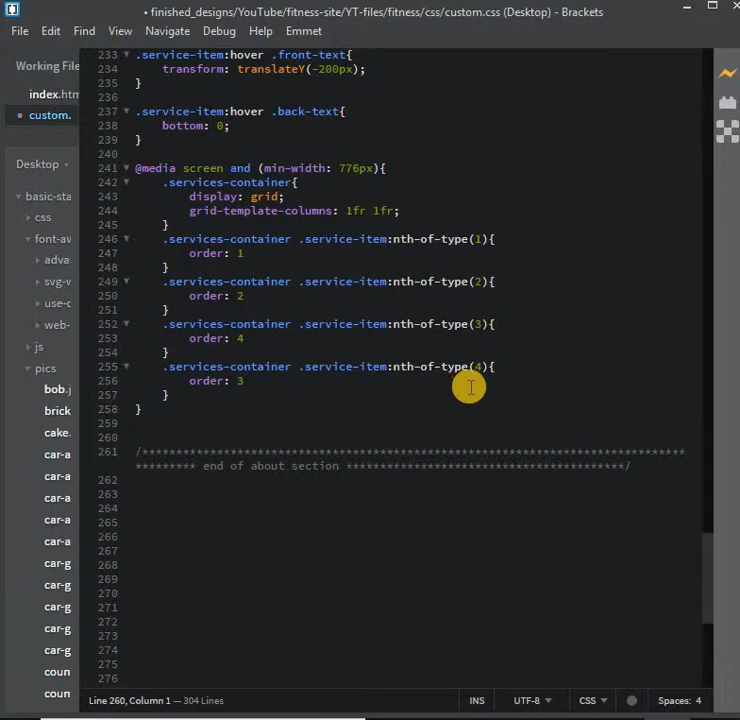 • finished_designs/YouTube/fitness-site/YT-files/fitness/css/custom.css (Desktop) - Brackets
File Edit Find View Navigate Debug Help Emmet
Working File
index.htm
• custom.
Desktop
basic-sta
css
font-aw
adva
svg-v
use-c
web-
js
pics
bob.j
brick
cake.
car-a
car-a
car-a
car-a
car-a
car-g
car-g
car-g
car-g
car-g
coun
coun
233 .service-item:hover .front-text{
234 transform: translateY(-200px);
235 }
236
237 .service-item:hover .back-text{
238 bottom: 0;
239 }
240
241 @media screen and (min-width: 776px){
242 .services-container{
243 display: grid;
244 grid-template-columns: 1fr 1fr;
245 }
246 .services-container .service-item:nth-of-type(1){
247 order: 1
248 }
249 .services-container .service-item:nth-of-type(2){
250 order: 2
251 }
252 .services-container .service-item:nth-of-type(3){
253 order: 4
254 }
255 .services-container .service-item:nth-of-type(4){
256 order: 3
257 }
258 }
259
260
261 /*********************************************************************************
********* end of about section *****************************************/
262
263
264
265
266
267
268
269
270
271
272
273
274
275
276
Line 260, Column 1 — 304 Lines
INS UTF-8 CSS Spaces: 4